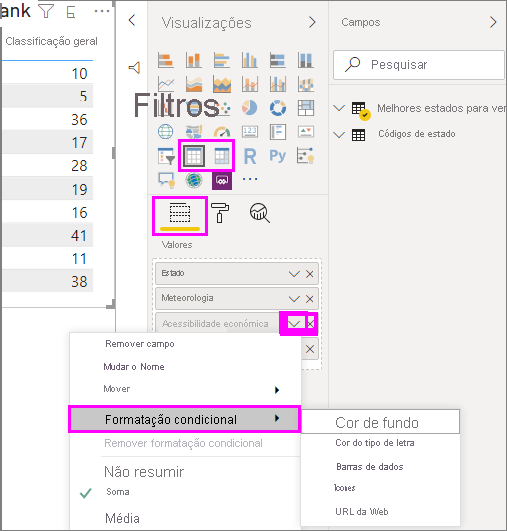 ank
Classificação geral
10
5
36
17
28
19
16
41
11
38
Filtros
Visualizações
123
R
Py
...
Valores
Estado
Meteorologia
Acessibilidade económica
Campos
Pesquisar
Melhores estados para ver
Códigos de estado
Remover campo
Mudar o Nome
Mover
Formatação condicional
Remover formatação condicional
Não resumir
Soma
Média
Cor de fundo
Cor do tipo de letra
Barras de dados
Ícones
URL da Web